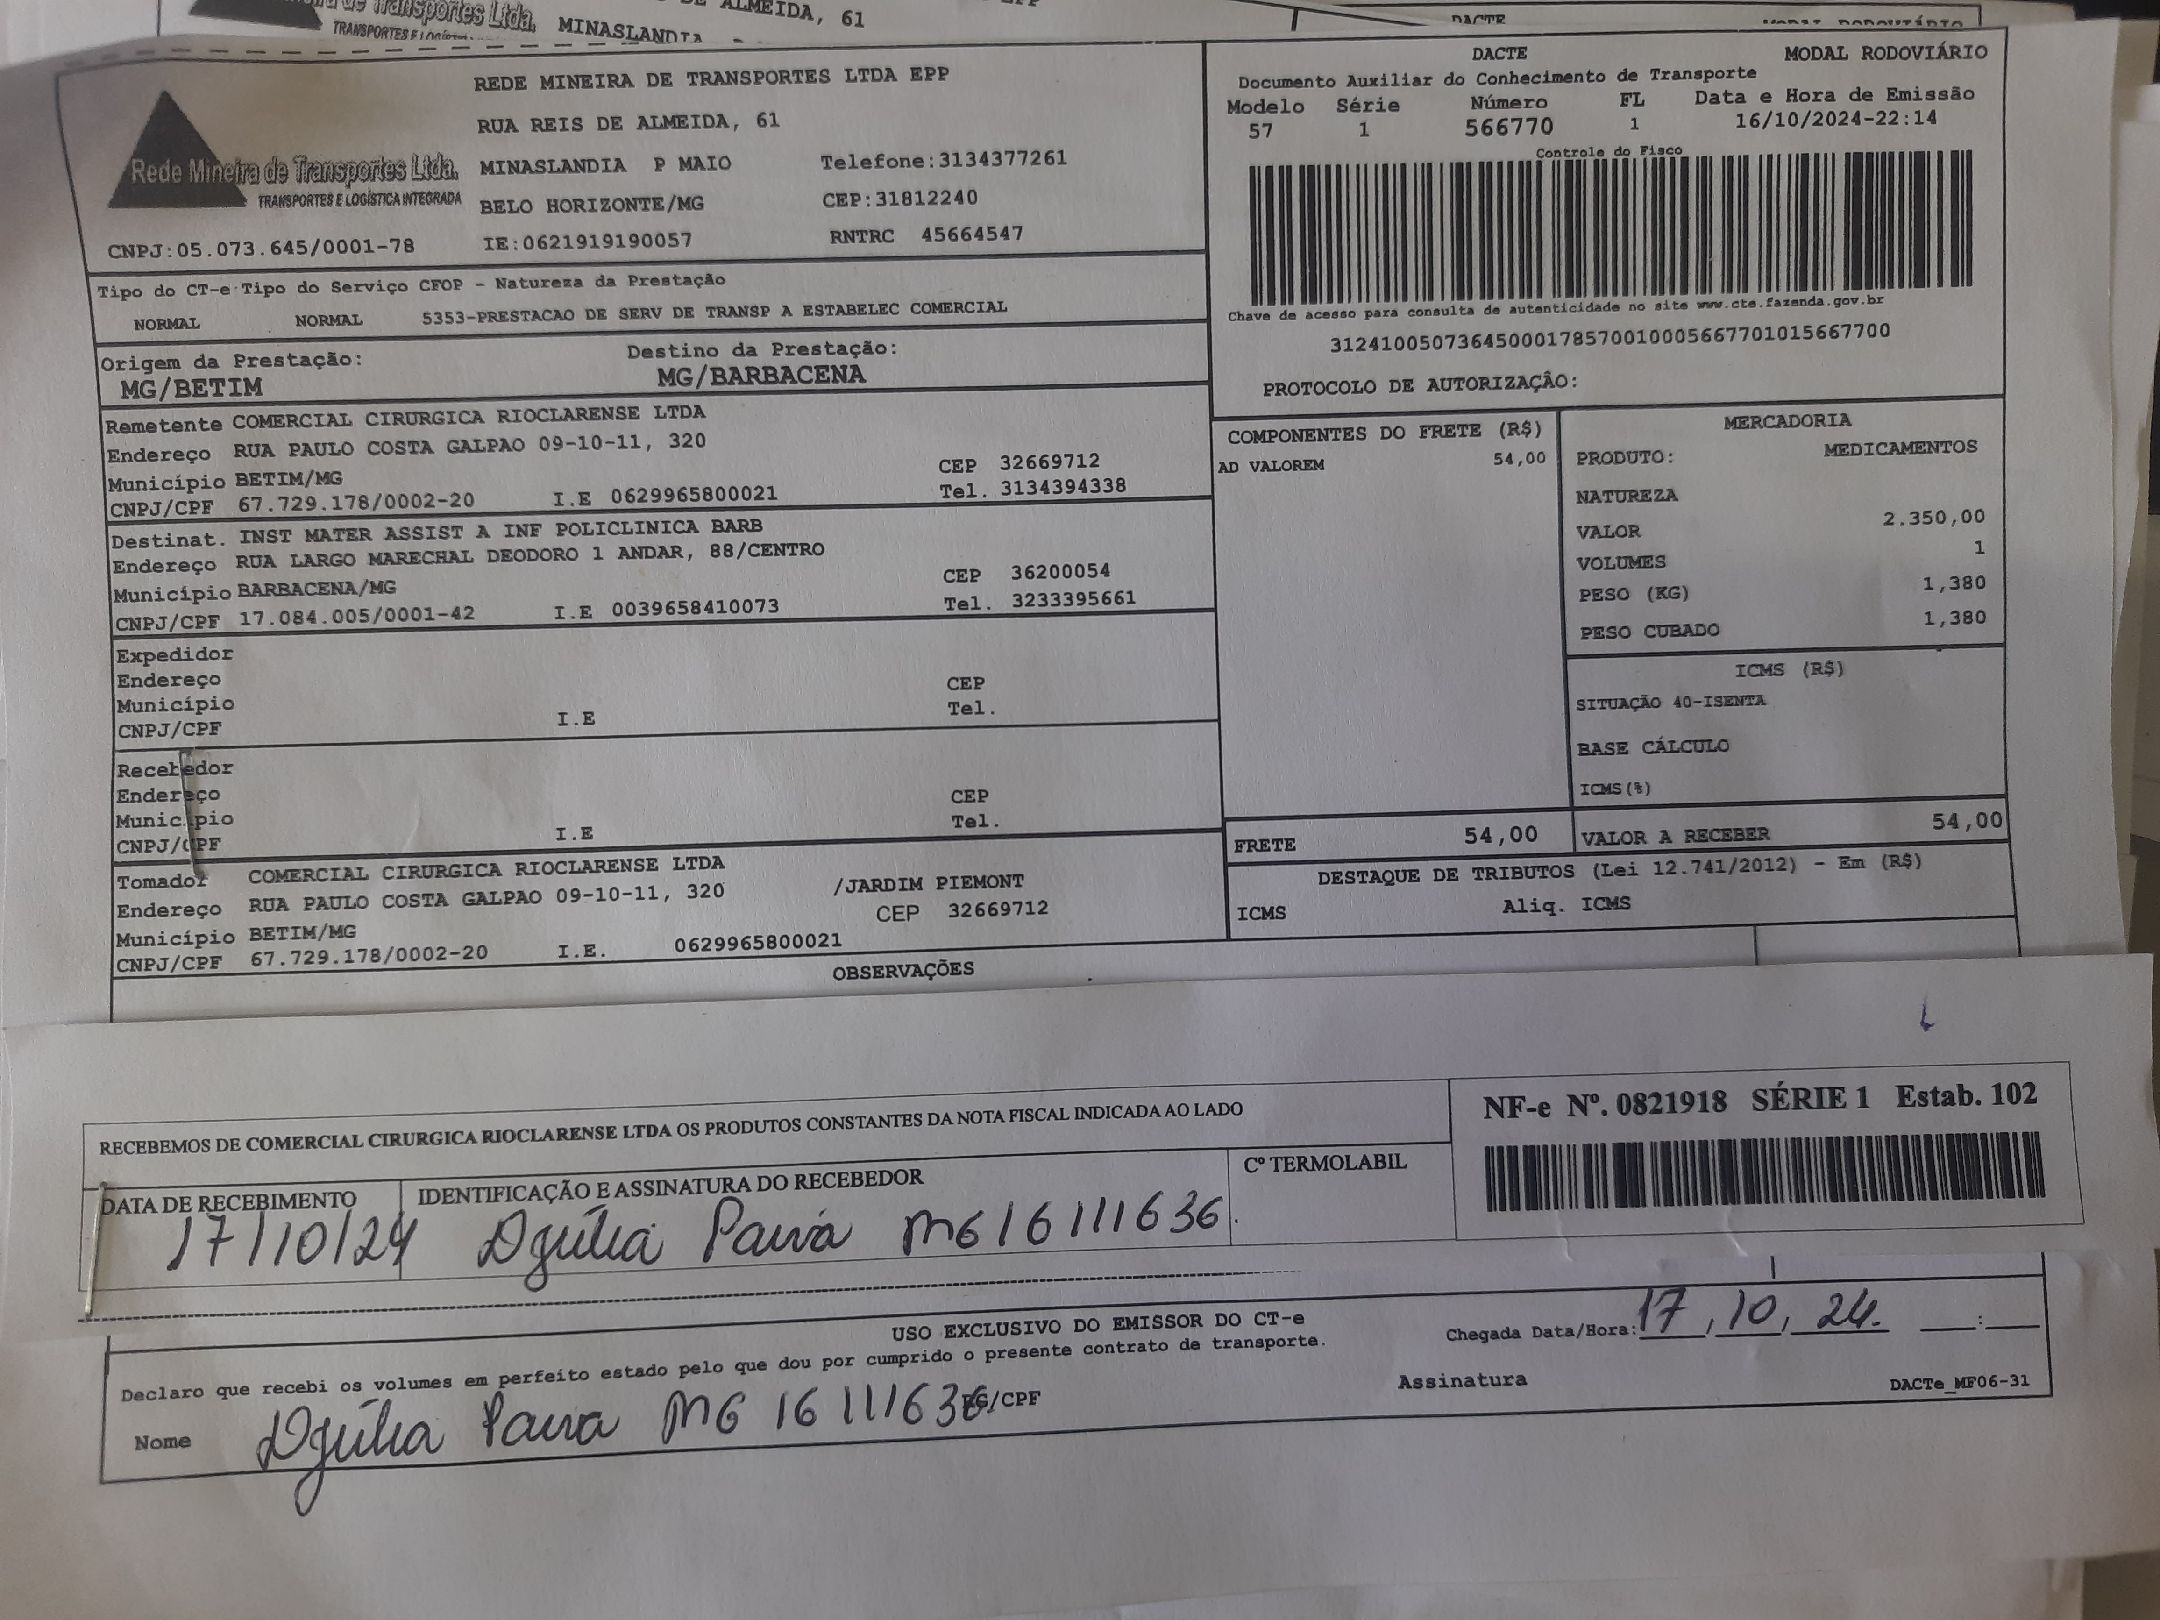 Transportes Ltda.
TRANSPORTES E
MINASLANDIA
ALMEIDA, 61
DACTE
REDE MINEIRA DE TRANSPORTES LTDA EPP
RUA REIS DE ALMEIDA, 61
MINASLANDIA P MAIO Telefone:3134377261
BELO HORIZONTE/MG CEP:31812240
Rede Mineira de Transportes Ltda.
TRANSPORTES E LOGÍSTICA INTEGRADA
CNPJ:05.073.645/0001-78 IE:0621919190057 RNTRC 45664547
DACTE MODAL RODOVIÁRIO
Documento Auxiliar do Conhecimento de Transporte
Modelo Série Número FL Data e Hora de Emissão
57 1 566770 1 16/10/2024-22:14
Controle do Fisco
Chave de acesso para consulta de autenticidade no site www.cte.fazenda.gov.br
31241005073645000178570010005667701015667700
PROTOCOLO DE AUTORIZAÇÃO:
Tipo do CT-e Tipo do Serviço CFOP - Natureza da Prestação
NORMAL NORMAL 5353-PRESTACAO DE SERV DE TRANSP A ESTABELEC COMERCIAL
Origem da Prestação: Destino da Prestação:
MG/BETIM MG/BARBACENA
Remetente COMERCIAL CIRURGICA RIOCLARENSE LTDA
Endereço RUA PAULO COSTA GALPAO 09-10-11, 320
Município BETIM/MG CEP 32669712
CNPJ/CPF 67.729.178/0002-20 I.E 0629965800021 Tel. 3134394338
Destinat. INST MATER ASSIST A INF POLICLINICA BARB
Endereço RUA LARGO MARECHAL DEODORO 1 ANDAR, 88/CENTRO
Município BARBACENA/MG CEP 36200054
CNPJ/CPF 17.084.005/0001-42 I.E 0039658410073 Tel. 3233395661
Expedidor
Endereço
Município CEP
CNPJ/CPF I.E Tel.
Recebedor
Endereço CEP
Município Tel.
CNPJ/CPF I.E
Tomador COMERCIAL CIRURGICA RIOCLARENSE LTDA
Endereço RUA PAULO COSTA GALPAO 09-10-11, 320 /JARDIM PIEMONT
Município BETIM/MG CEP 32669712
CNPJ/CPF 67.729.178/0002-20 I.E. 0629965800021
OBSERVAÇÕES
COMPONENTES DO FRETE (R$)
AD VALOREM 54,00
MERCADORIA
PRODUTO: MEDICAMENTOS
NATUREZA
VALOR 2.350,00
VOLUMES 1
PESO (KG) 1,380
PESO CUBADO 1,380
ICMS (R$)
SITUAÇÃO 40-ISENTA
BASE CÁLCULO
ICMS(%)
FRETE 54,00 VALOR A RECEBER 54,00
DESTAQUE DE TRIBUTOS (Lei 12.741/2012) - Em (R$)
ICMS Aliq. ICMS
RECEBEMOS DE COMERCIAL CIRURGICA RIOCLARENSE LTDA OS PRODUTOS CONSTANTES DA NOTA FISCAL INDICADA AO LADO
NF-e Nº. 0821918 SÉRIE 1 Estab. 102
DATA DE RECEBIMENTO IDENTIFICAÇÃO E ASSINATURA DO RECEBEDOR Cº TERMOLABIL
17/10/24 Paiva MG16111636
USO EXCLUSIVO DO EMISSOR DO CT-e
Chegada Data/Hora: 17, 10, 24. __:__
Declaro que recebi os volumes em perfeito estado pelo que dou por cumprido o presente contrato de transporte.
Assinatura DACTe_MF06-31
Nome Paiva MG 16111636 RG/CPF